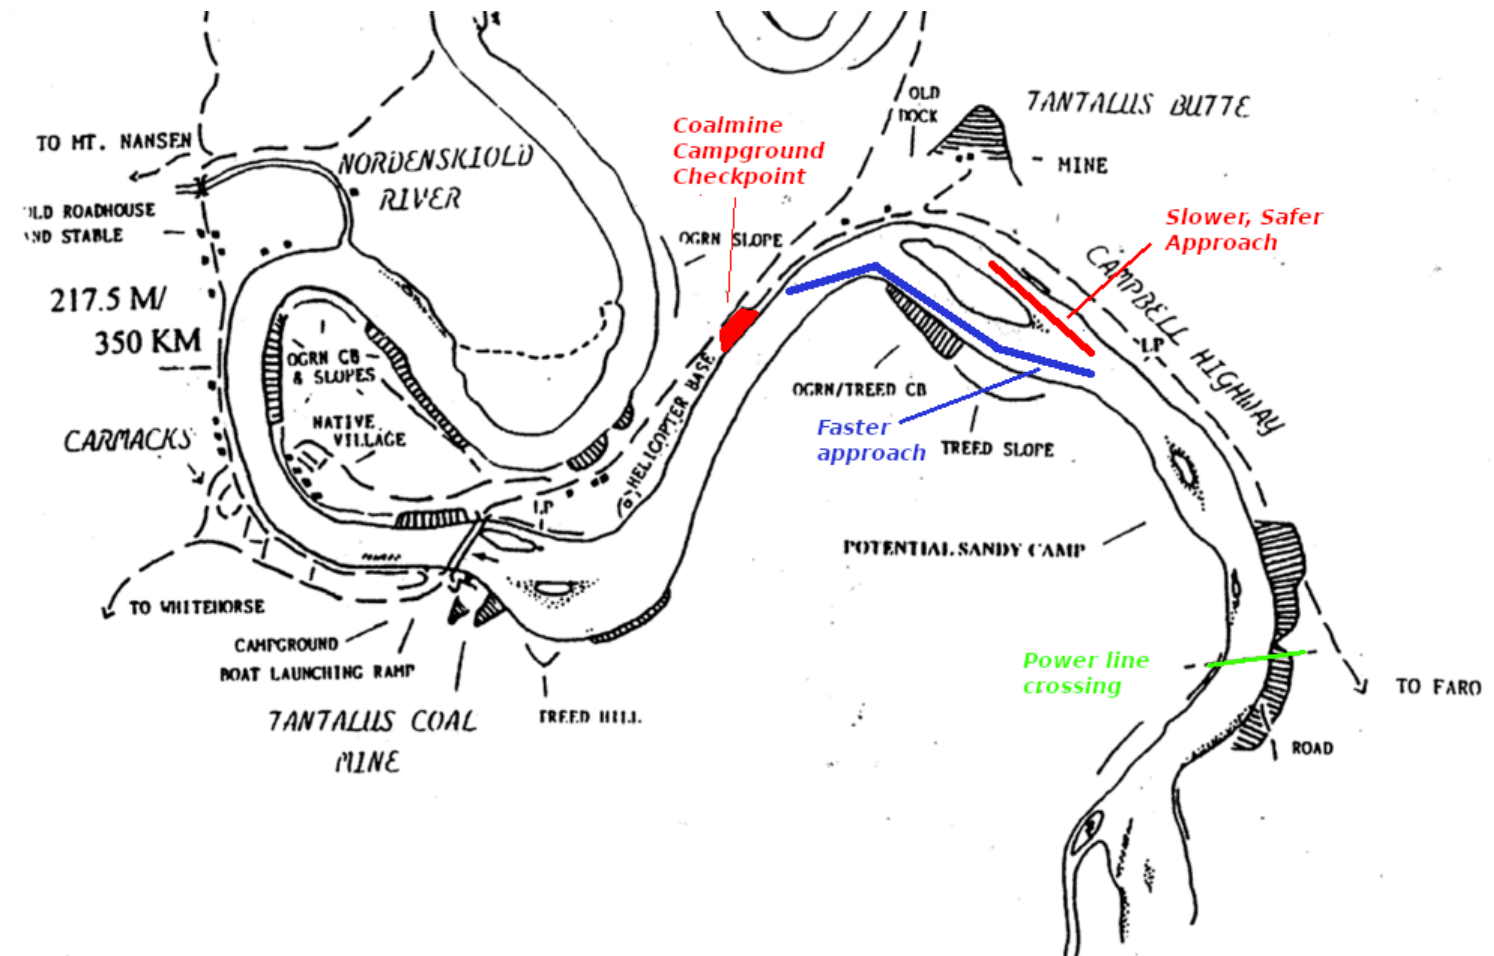 OLD
DOCK
TANTALUS BUTTE
MINE
Coalmine
Campground
Checkpoint
TO MT. NANSEN
NORDENSKIOLD
RIVER
LD ROADHOUSE
ND STABLE
OGRN SLOPE
Slower, Safer
Approach
CAMPBELL HIGHWAY
217.5 M/
350 KM
OGRN CB
& SLOPES
LP
HELICOPTER BASE
OGRN/TREED CB
NATIVE
VILLAGE
CARMACKS
Faster
approach
TREED SLOPE
LP
POTENTIAL SANDY CAMP
TO WHITEHORSE
CAMPGROUND
BOAT LAUNCHING RAMP
Power line
crossing
TO FARO
TANTALUS COAL
MINE
TREED HILL
ROAD